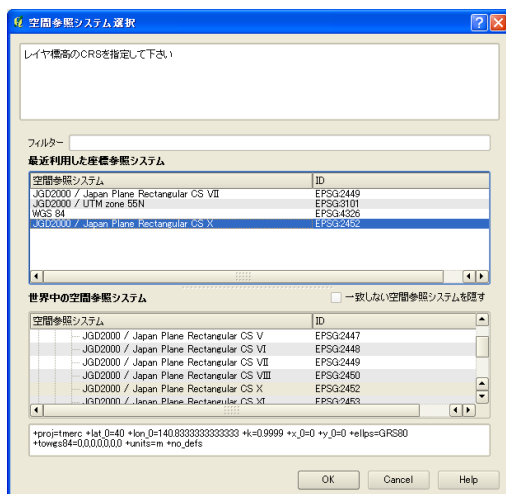 空間参照システム選択
レイヤ標高のCRSを指定して下さい
フィルター
最近利用した座標参照システム
空間参照システム ID
JGD2000 / Japan Plane Rectangular CS VII EPSG:2449
JGD2000 / UTM zone 55N EPSG:3101
WGS 84 EPSG:4326
JGD2000 / Japan Plane Rectangular CS X EPSG:2452
世界中の空間参照システム 一致しない空間参照システムを隠す
空間参照システム ID
JGD2000 / Japan Plane Rectangular CS V EPSG:2447
JGD2000 / Japan Plane Rectangular CS VI EPSG:2448
JGD2000 / Japan Plane Rectangular CS VII EPSG:2449
JGD2000 / Japan Plane Rectangular CS VIII EPSG:2450
JGD2000 / Japan Plane Rectangular CS X EPSG:2452
JGD2000 / Japan Plane Rectangular CS XI EPSG:2453
+proj=tmerc +lat_0=40 +lon_0=140.8333333333333 +k=0.9999 +x_0=0 +y_0=0 +ellps=GRS80
+towgs84=0,0,0,0,0,0,0 +units=m +no_defs
OK Cancel Help